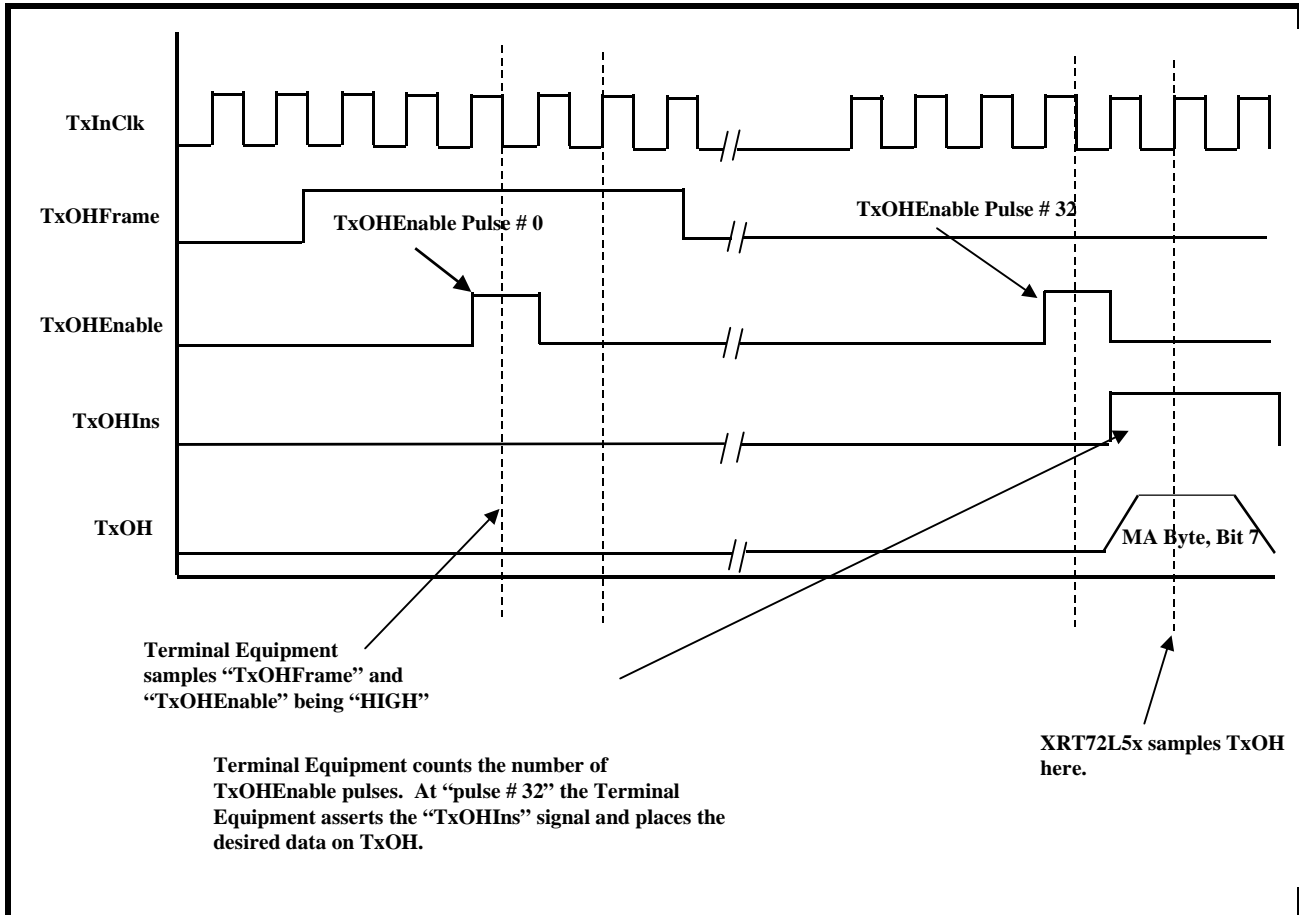 TxInClk
TxOHFrame
TxOHEnable Pulse # 0
TxOHEnable Pulse # 32
TxOHEnable
TxOHIns
TxOH
MA Byte, Bit 7
Terminal Equipment
samples “TxOHFrame” and
“TxOHEnable” being “HIGH”
XRT72L5x samples TxOH
here.
Terminal Equipment counts the number of
TxOHEnable pulses.  At “pulse # 32” the Terminal
Equipment asserts the “TxOHIns” signal and places the
desired data on TxOH.